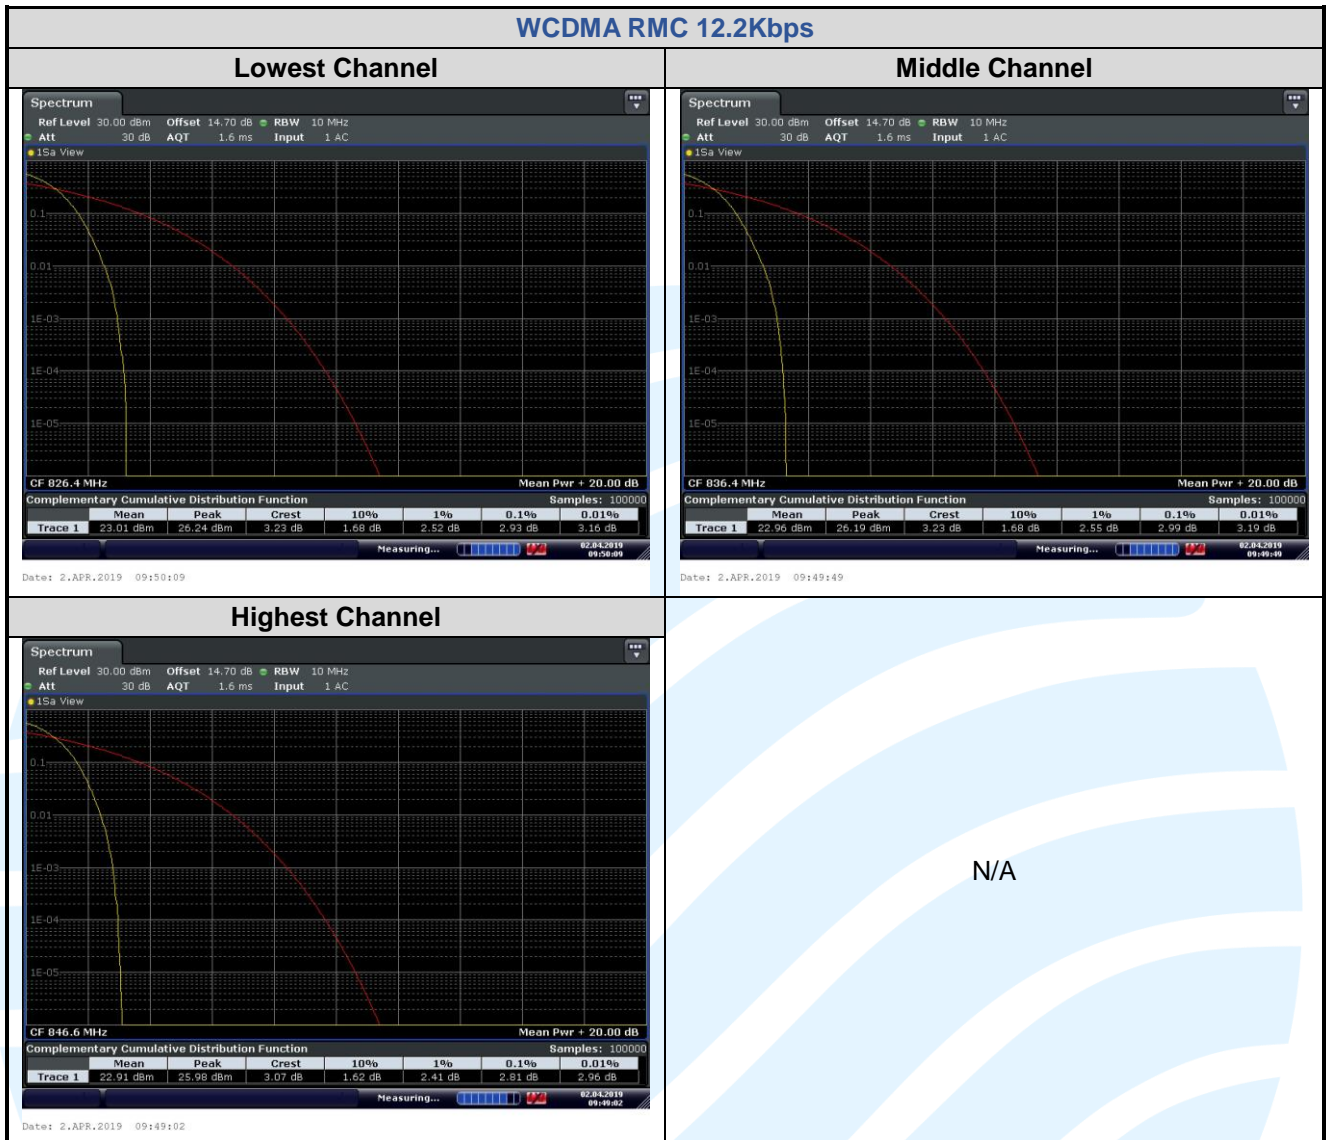 WCDMA RMC 12.2Kbps
Lowest Channel
Spectrum
Ref Level 30.00 dBm Offset 14.70 dB RBW 10 MHz
Att 30 dB AQT 1.6 ms Input 1 AC
1Sa View
0.1
0.01
1E-03
1E-04
1E-05
CF 826.4 MHz Mean Pwr + 20.00 dB
Complementary Cumulative Distribution Function Samples: 100000
Mean Peak Crest 10% 1% 0.1% 0.01%
Trace 1 23.01 dBm 26.24 dBm 3.23 dB 1.68 dB 2.52 dB 2.93 dB 3.16 dB
Measuring... 02.04.2019
09:50:09
Date: 2.APR.2019 09:50:09
Middle Channel
Spectrum
Ref Level 30.00 dBm Offset 14.70 dB RBW 10 MHz
Att 30 dB AQT 1.6 ms Input 1 AC
1Sa View
0.1
0.01
1E-03
1E-04
1E-05
CF 836.4 MHz Mean Pwr + 20.00 dB
Complementary Cumulative Distribution Function Samples: 100000
Mean Peak Crest 10% 1% 0.1% 0.01%
Trace 1 22.96 dBm 26.19 dBm 3.23 dB 1.68 dB 2.55 dB 2.99 dB 3.19 dB
Measuring... 02.04.2019
09:49:49
Date: 2.APR.2019 09:49:49
Highest Channel
Spectrum
Ref Level 30.00 dBm Offset 14.70 dB RBW 10 MHz
Att 30 dB AQT 1.6 ms Input 1 AC
1Sa View
0.1
0.01
1E-03
1E-04
1E-05
CF 846.6 MHz Mean Pwr + 20.00 dB
Complementary Cumulative Distribution Function Samples: 100000
Mean Peak Crest 10% 1% 0.1% 0.01%
Trace 1 22.91 dBm 25.98 dBm 3.07 dB 1.62 dB 2.41 dB 2.81 dB 2.96 dB
Measuring... 02.04.2019
09:49:02
Date: 2.APR.2019 09:49:02
N/A